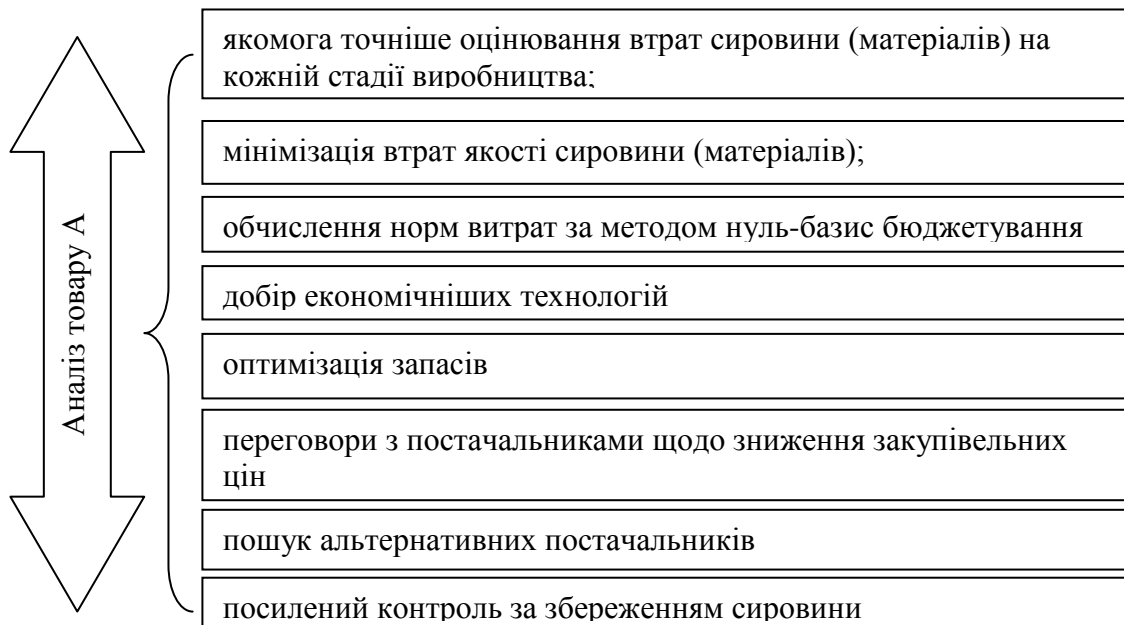 Аналіз товару А
якомога точніше оцінювання втрат сировини (матеріалів) на
кожній стадії виробництва;
мінімізація втрат якості сировини (матеріалів);
обчислення норм витрат за методом нуль-базис бюджетування
добір економічніших технологій
оптимізація запасів
переговори з постачальниками щодо зниження закупівельних
цін
пошук альтернативних постачальників
посилений контроль за збереженням сировини